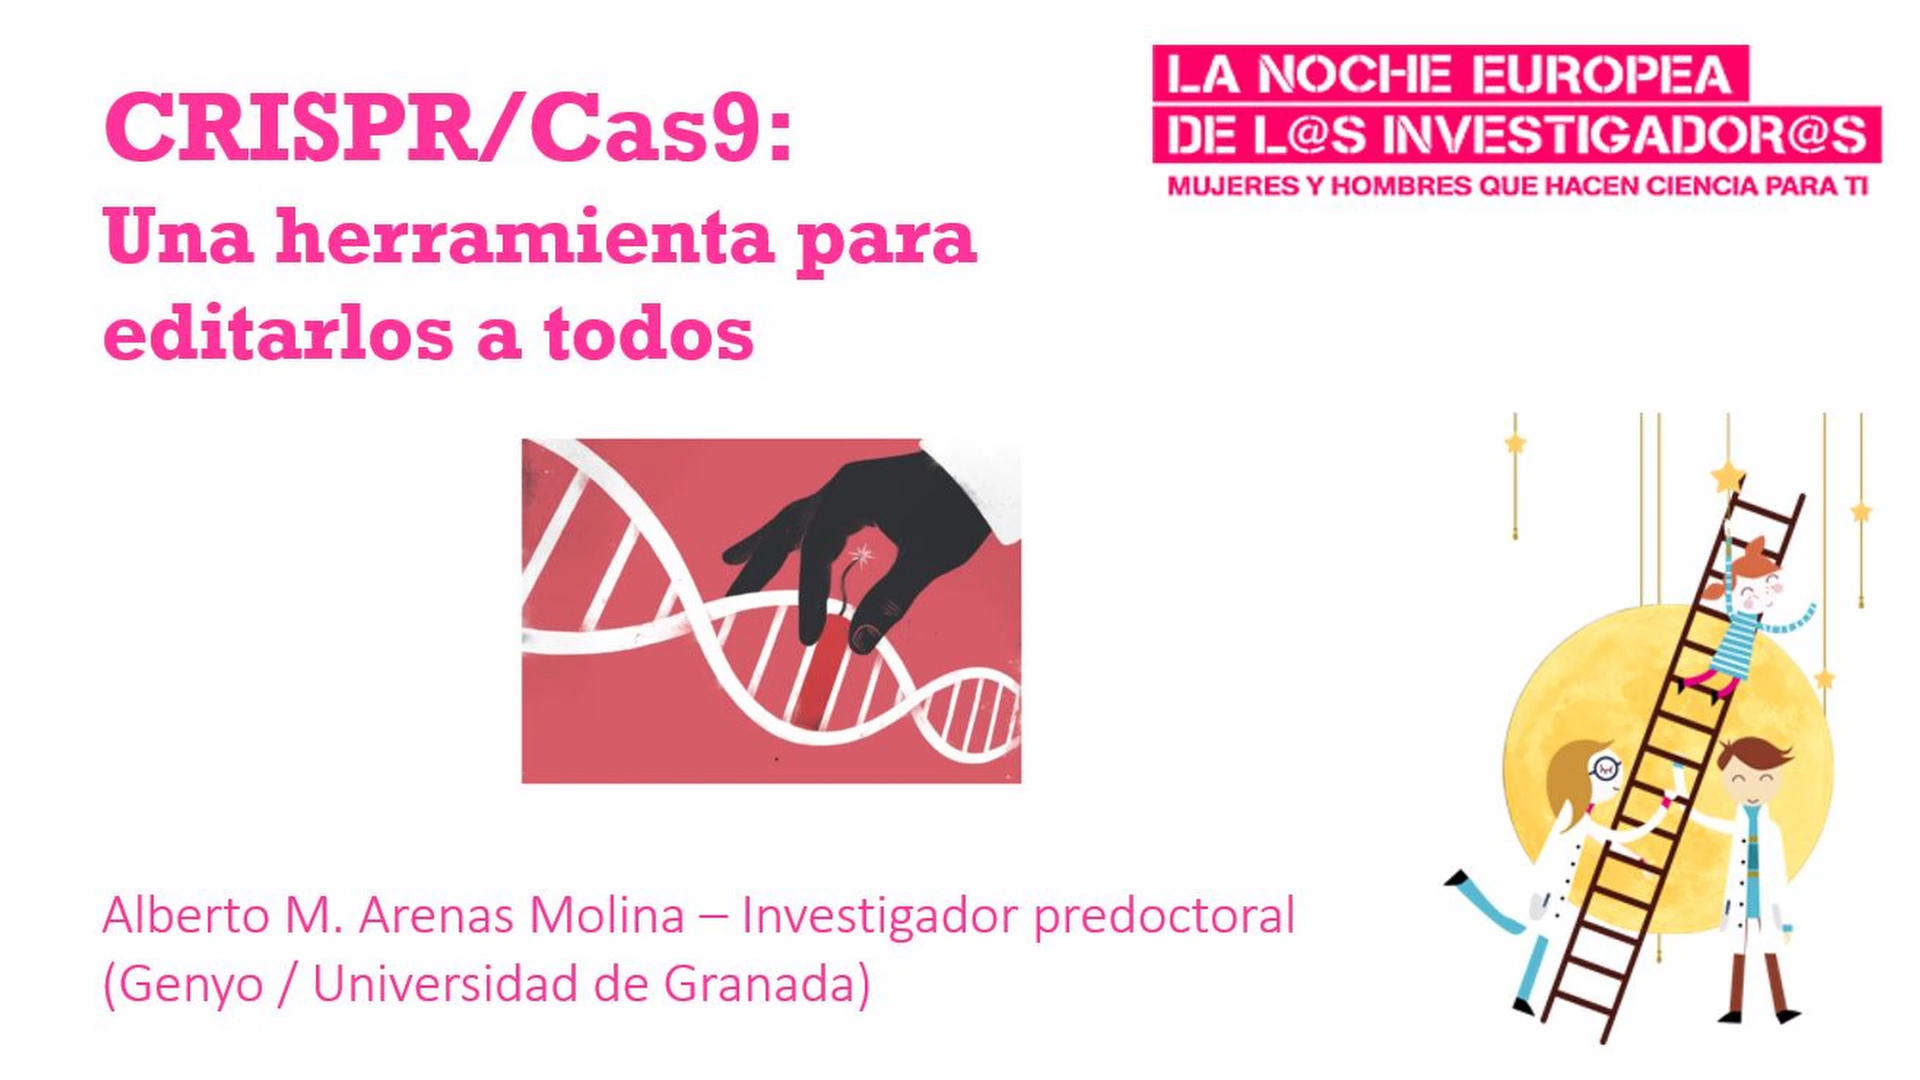 CRISPR/Cas9:
Una herramienta para
editarlos a todos
LA NOCHE EUROPEA
DE L@S INVESTIGADOR@S
MUJERES Y HOMBRES QUE HACEN CIENCIA PARA TI
Alberto M. Arenas Molina – Investigador predoctoral
(Genyo / Universidad de Granada)